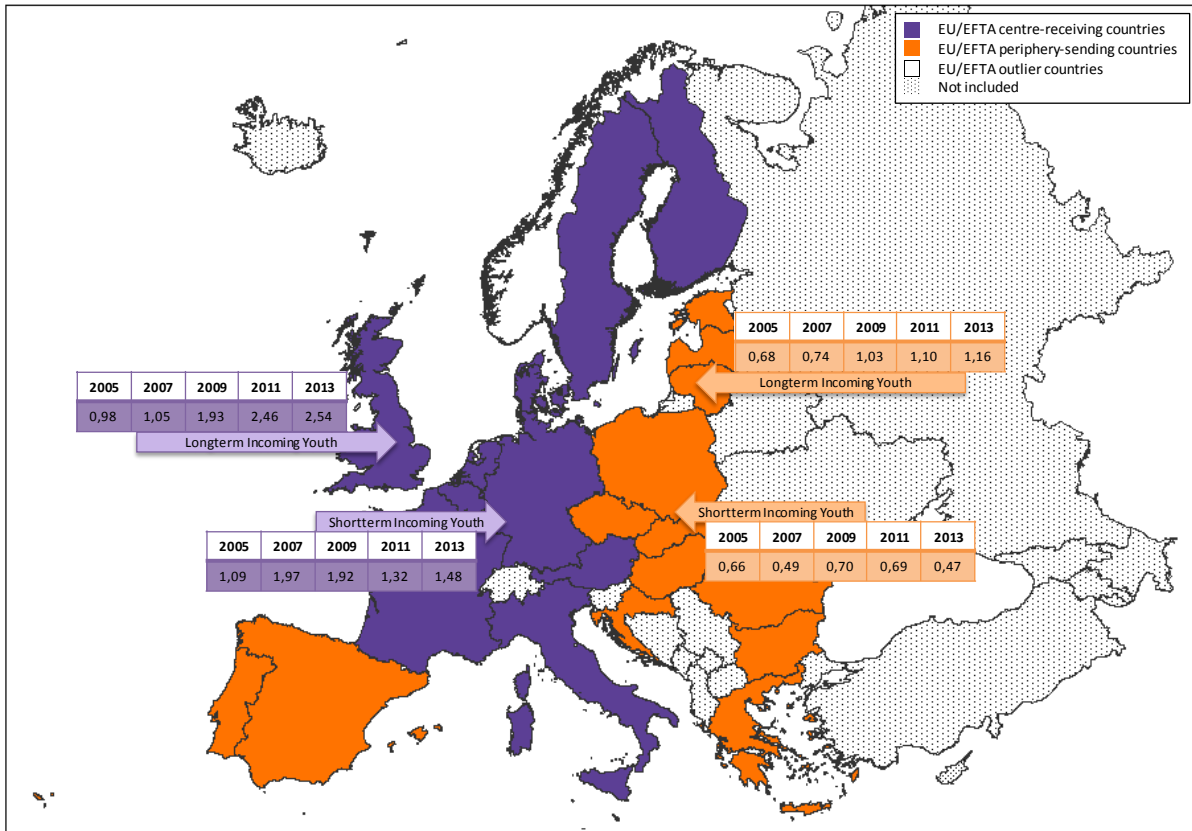 EU/EFTA centre-receiving countries
EU/EFTA periphery-sending countries
EU/EFTA outlier countries
Not included
2005 2007 2009 2011 2013
0,68 0,74 1,03 1,10 1,16
Longterm Incoming Youth
2005 2007 2009 2011 2013
0,98 1,05 1,93 2,46 2,54
Longterm Incoming Youth
Shortterm Incoming Youth
2005 2007 2009 2011 2013
0,66 0,49 0,70 0,69 0,47
Shortterm Incoming Youth
2005 2007 2009 2011 2013
1,09 1,97 1,92 1,32 1,48